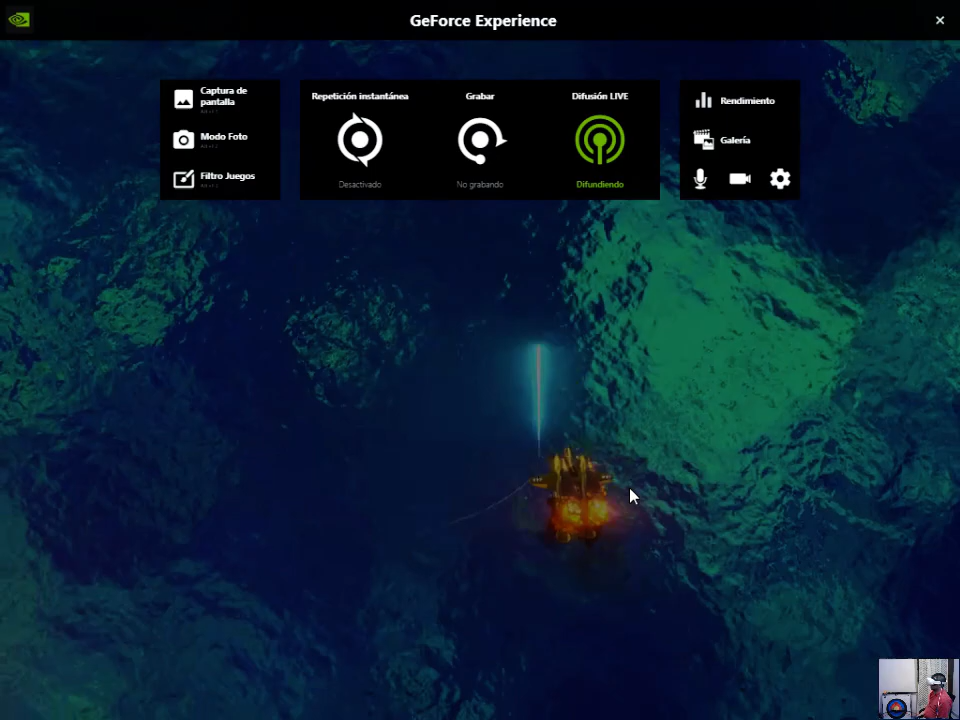 GeForce Experience
Captura de
pantalla
Modo Foto
Filtro Juegos
Repetición instantánea
Desactivado
Grabar
No grabando
Difusión LIVE
Difundiendo
Rendimiento
Galería